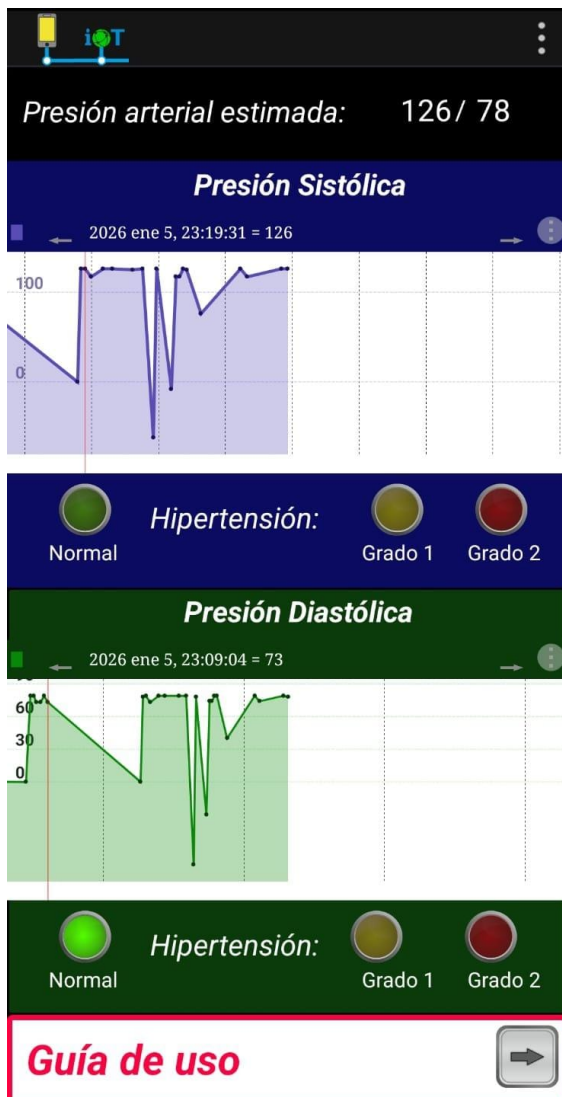 iOT
Presión arterial estimada: 126/ 78
Presión Sistólica
2026 ene 5, 23:19:31 = 126
100
0
Hipertensión:
Normal Grado 1 Grado 2
Presión Diastólica
2026 ene 5, 23:09:04 = 73
60
30
0
Hipertensión:
Normal Grado 1 Grado 2
Guía de uso